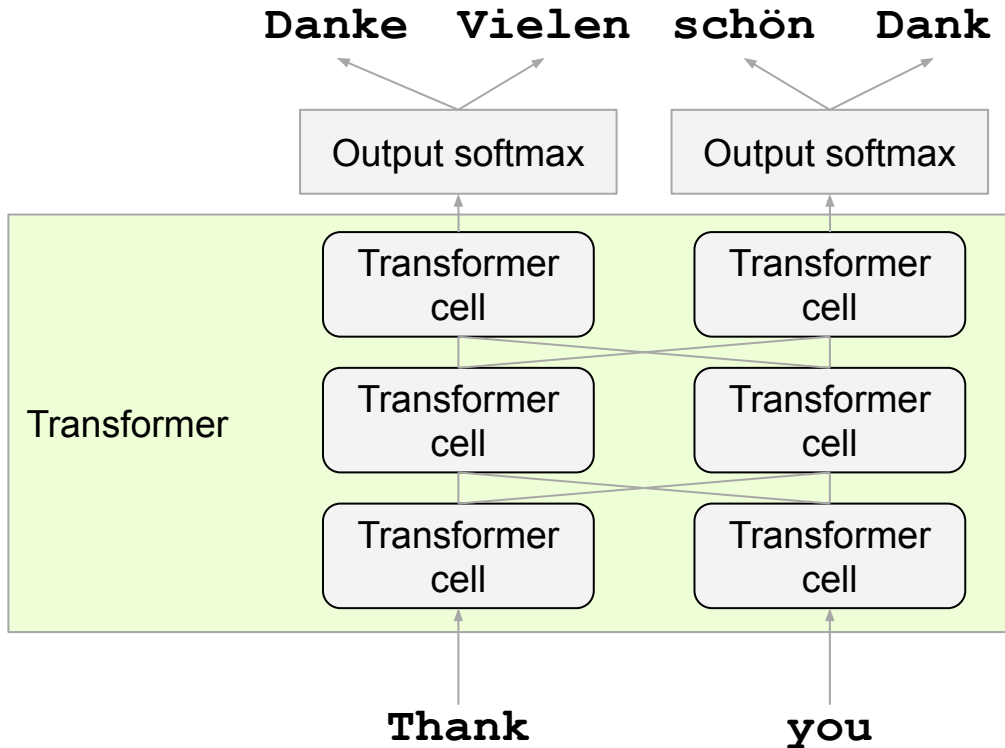 Danke Vielen schön Dank
Output softmax Output softmax
Transformer cell Transformer cell
Transformer
Transformer cell Transformer cell
Transformer cell Transformer cell
Thank you